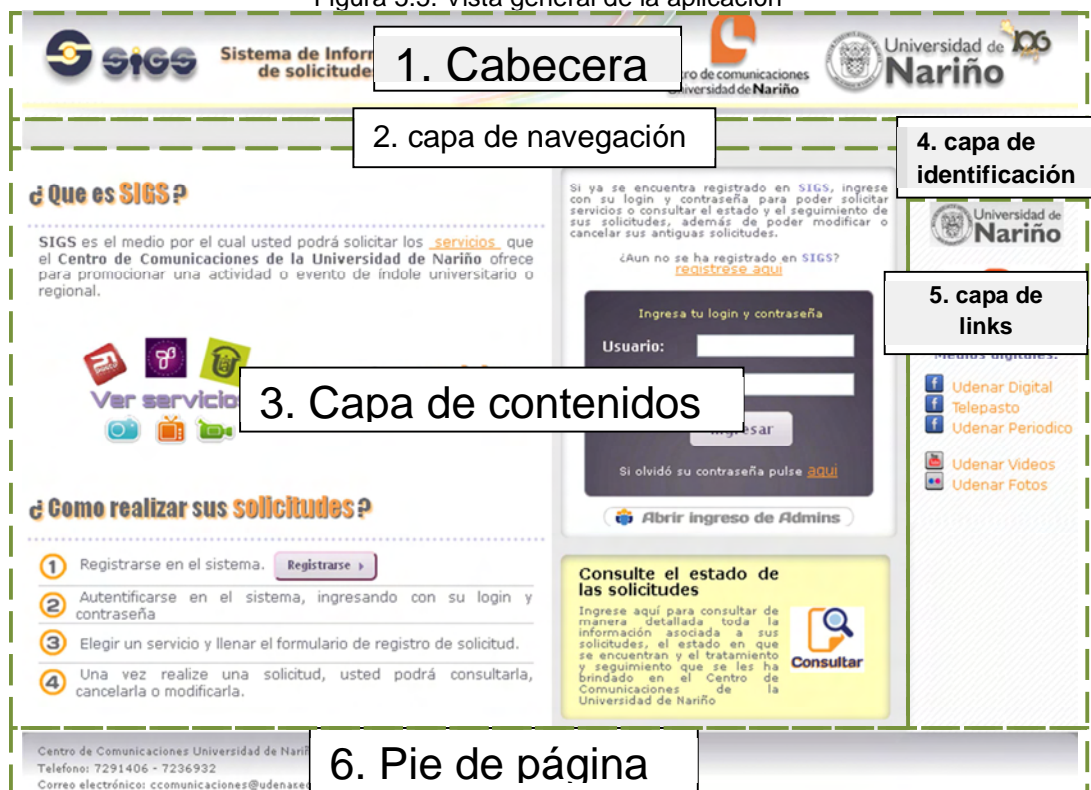 Figura 3.3. Vista general de la aplicación
SIGS
Sistema de Infor
de solicitudes
1. Cabecera
ro de comunicaciones
Universidad de Nariño
Universidad de
Nariño
106
2. capa de navegación
4. capa de
identificación
¿Que es SIGS?
SIGS es el medio por el cual usted podrá solicitar los servicios que
el Centro de Comunicaciones de la Universidad de Nariño ofrece
para promocionar una actividad o evento de índole universitario o
regional.
Ver servicios
3. Capa de contenidos
¿Como realizar sus solicitudes?
1 Registrarse en el sistema. Registrarse
2 Autentificarse en el sistema, ingresando con su login y
contraseña
3 Elegir un servicio y llenar el formulario de registro de solicitud.
4 Una vez realize una solicitud, usted podrá consultarla,
cancelarla o modificarla.
Si ya se encuentra registrado en SIGS, ingrese
con su login y contraseña para poder solicitar
servicios o consultar el estado y el seguimiento de
sus solicitudes, además de poder modificar o
cancelar sus antiguas solicitudes.
¿Aun no se ha registrado en SIGS?
registrese aqui
Ingresa tu login y contraseña
Usuario:
Ingresar
Si olvidó su contraseña pulse aqui
Abrir ingreso de Admins
Consulte el estado de
las solicitudes
Ingrese aquí para consultar de
manera detallada toda la
información asociada a sus
solicitudes, el estado en que
se encuentran y el tratamiento
y seguimiento que se les ha
brindado en el Centro de
Comunicaciones de la
Universidad de Nariño
Consultar
Universidad de
Nariño
5. capa de
links
Medios digitales:
Udenar Digital
Telepasto
Udenar Periodico
Udenar Videos
Udenar Fotos
Centro de Comunicaciones Universidad de Nariñ
Telefono: 7291406 - 7236932
Correo electrónico: ccomunicaciones@udenar.ed
6. Pie de página